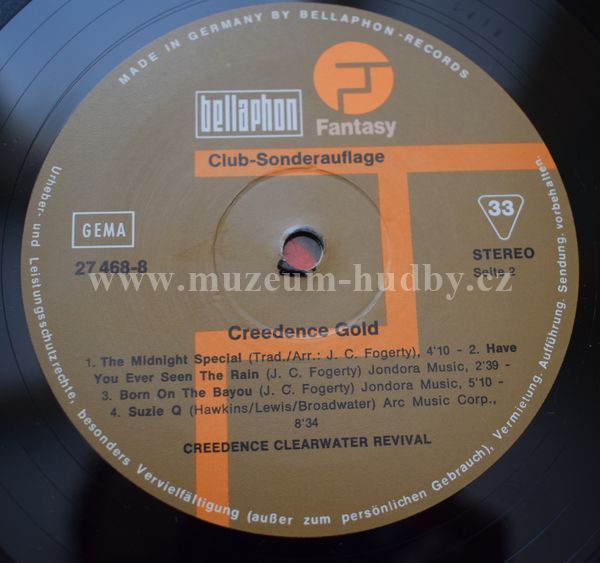 MADE IN GERMANY BY BELLAPHON-RECORDS
bellaphon
Fantasy
Club-Sonderauflage
GEMA
33
27 468-8
STEREO
Seite 2
www.muzeum-hudby.cz
Creedence Gold
1. The Midnight Special (Trad./Arr.: J. C. Fogerty), 4'10 - 2. Have
You Ever Seen The Rain (J. C. Fogerty) Jondora Music, 2'39 -
3. Born On The Bayou (J. C. Fogerty) Jondora Music, 5'10 -
4. Suzie Q (Hawkins/Lewis/Broadwater) Arc Music Corp.,
8'34
CREEDENCE CLEARWATER REVIVAL
Urheber- und Leistungsschutzrechte, besonders Vervielfältigung (außer zum persönlichen Gebrauch), Vermietung. Aufführung. Sendung. vorbehalten.